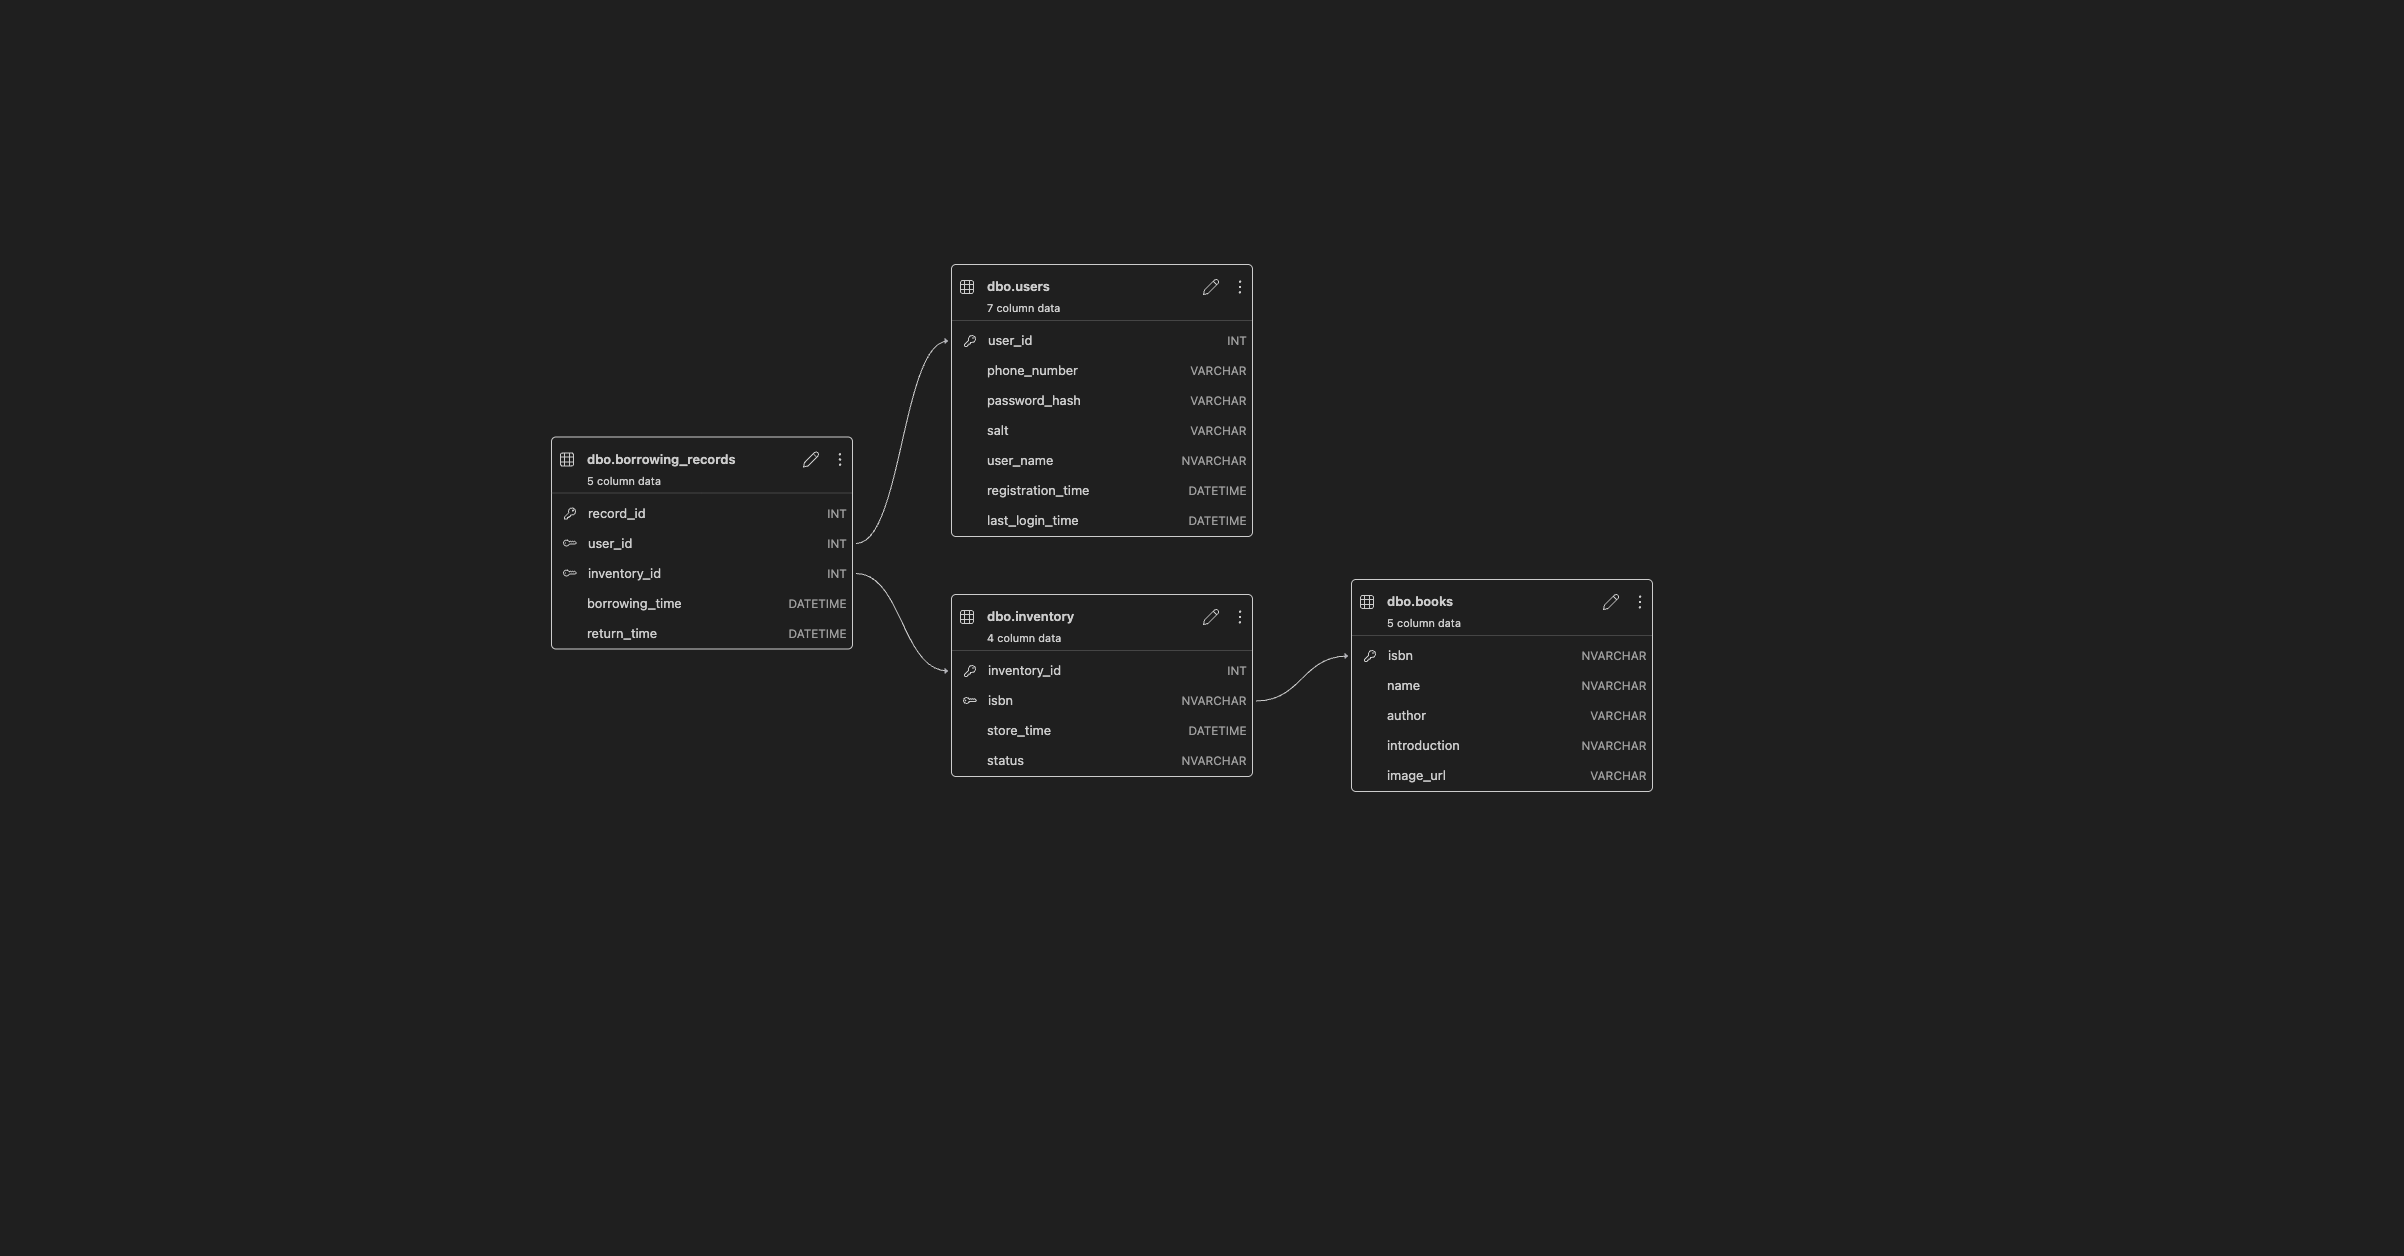 dbo.users
7 column data
user_id INT
phone_number VARCHAR
password_hash VARCHAR
salt VARCHAR
user_name NVARCHAR
registration_time DATETIME
last_login_time DATETIME
dbo.borrowing_records
5 column data
record_id INT
user_id INT
inventory_id INT
borrowing_time DATETIME
return_time DATETIME
dbo.inventory
4 column data
inventory_id INT
isbn NVARCHAR
store_time DATETIME
status NVARCHAR
dbo.books
5 column data
isbn NVARCHAR
name NVARCHAR
author VARCHAR
introduction NVARCHAR
image_url VARCHAR